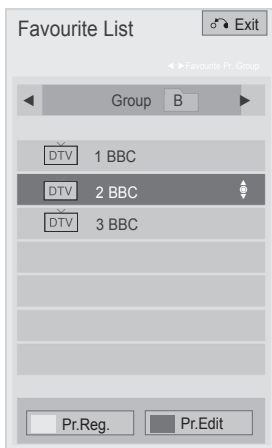 Favourite List
Exit
◄ ►Favourite Pr. Group
◄ Group B ►
DTV 1 BBC
DTV 2 BBC
DTV 3 BBC
Pr.Reg.
Pr.Edit